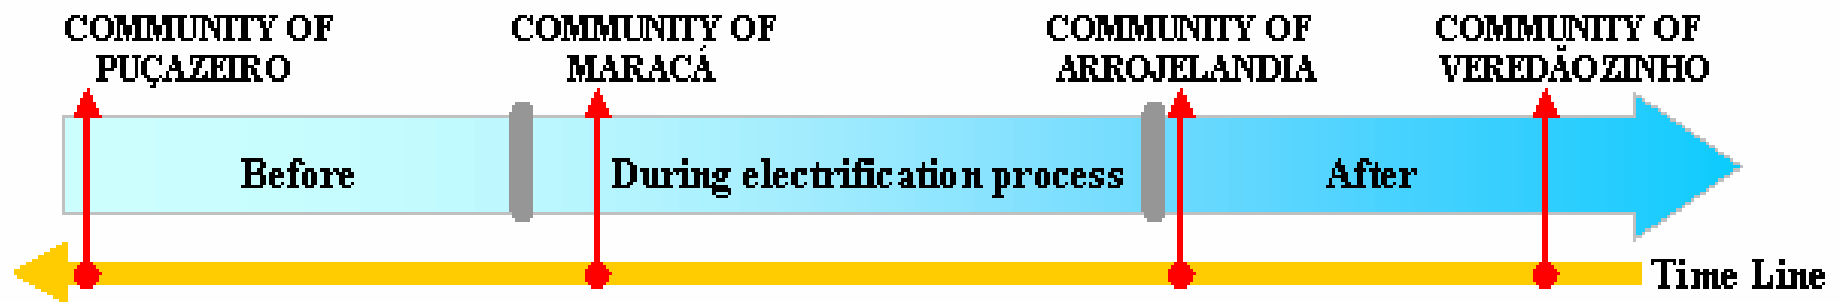 COMMUNITY OF
PUÇAZEIRO
COMMUNITY OF
MARACÁ
COMMUNITY OF
ARROJELANDIA
COMMUNITY OF
VEREDÃOZINHO
Before
During electrification process
After
Time Line